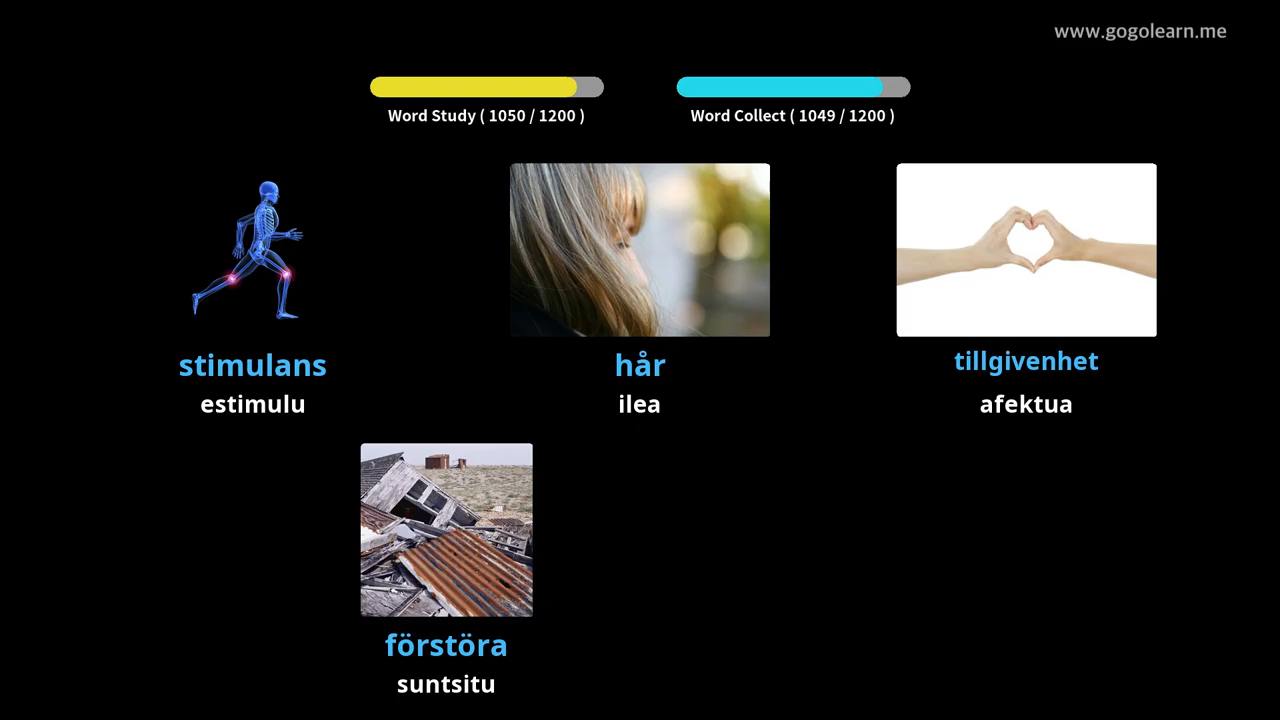 www.gogolearn.me
Word Study ( 1050 / 1200 )
Word Collect ( 1049 / 1200 )
stimulans
estimulu
hår
ilea
tillgivenhet
afektua
förstöra
suntsitu